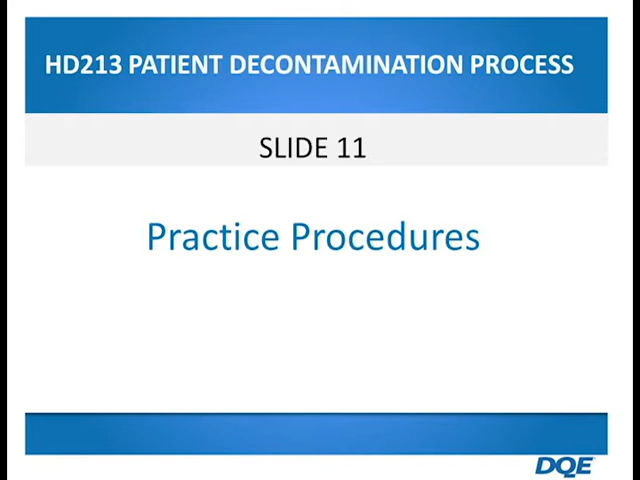 HD213 PATIENT DECONTAMINATION PROCESS
SLIDE 11
Practice Procedures
DQE